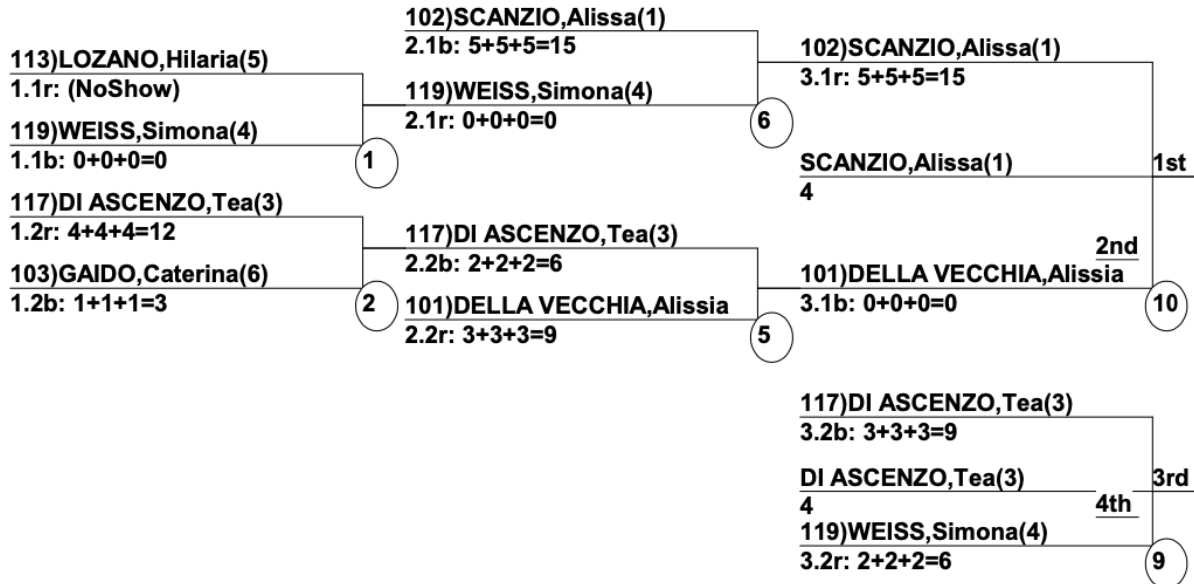 113)LOZANO,Hilaria(5)
1.1r: (NoShow)
119)WEISS,Simona(4)
1.1b: 0+0+0=0
1
117)DI ASCENZO,Tea(3)
1.2r: 4+4+4=12
103)GAIDO,Caterina(6)
1.2b: 1+1+1=3
2
102)SCANZIO,Alissa(1)
2.1b: 5+5+5=15
119)WEISS,Simona(4)
2.1r: 0+0+0=0
6
117)DI ASCENZO,Tea(3)
2.2b: 2+2+2=6
101)DELLA VECCHIA,Alissia
2.2r: 3+3+3=9
5
102)SCANZIO,Alissa(1)
3.1r: 5+5+5=15
SCANZIO,Alissa(1)
1st
4
2nd
101)DELLA VECCHIA,Alissia
3.1b: 0+0+0=0
10
117)DI ASCENZO,Tea(3)
3.2b: 3+3+3=9
DI ASCENZO,Tea(3)
3rd
4
4th
119)WEISS,Simona(4)
3.2r: 2+2+2=6
9